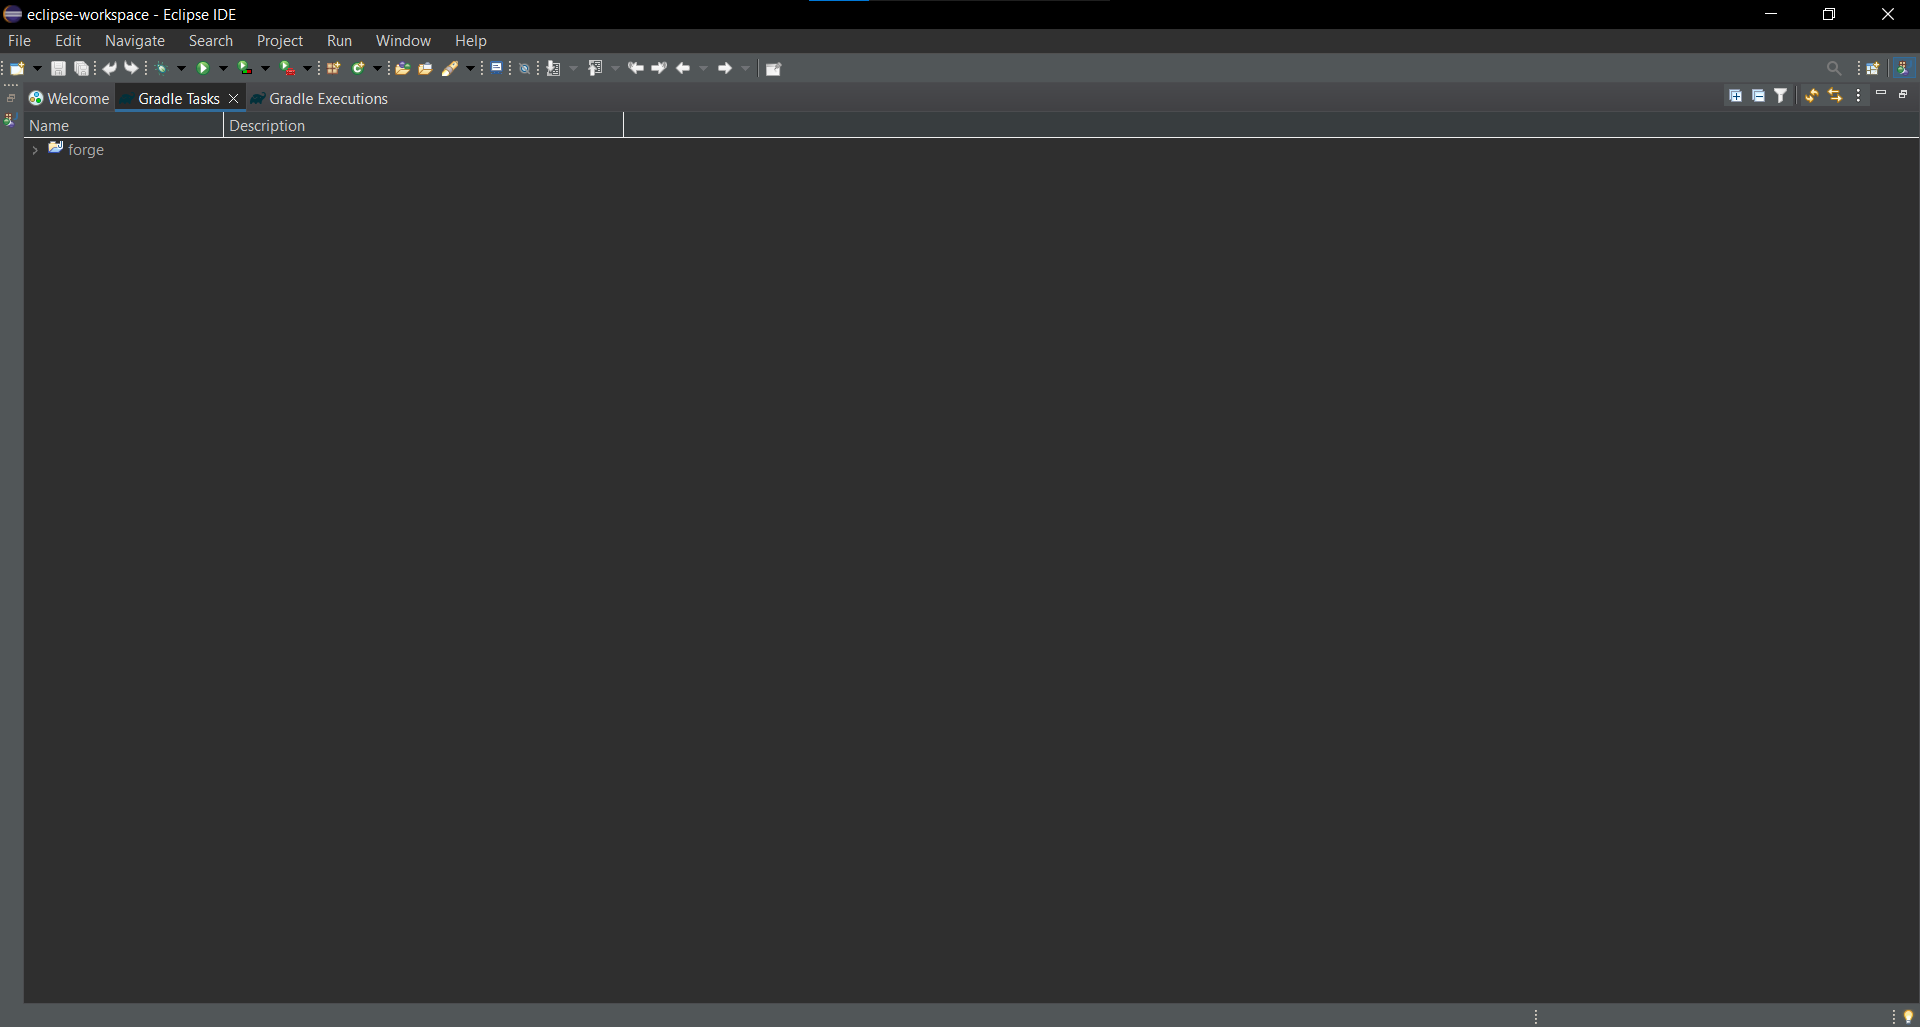 eclipse-workspace - Eclipse IDE
File Edit Navigate Search Project Run Window Help
Welcome Gradle Tasks Gradle Executions
Name Description
forge